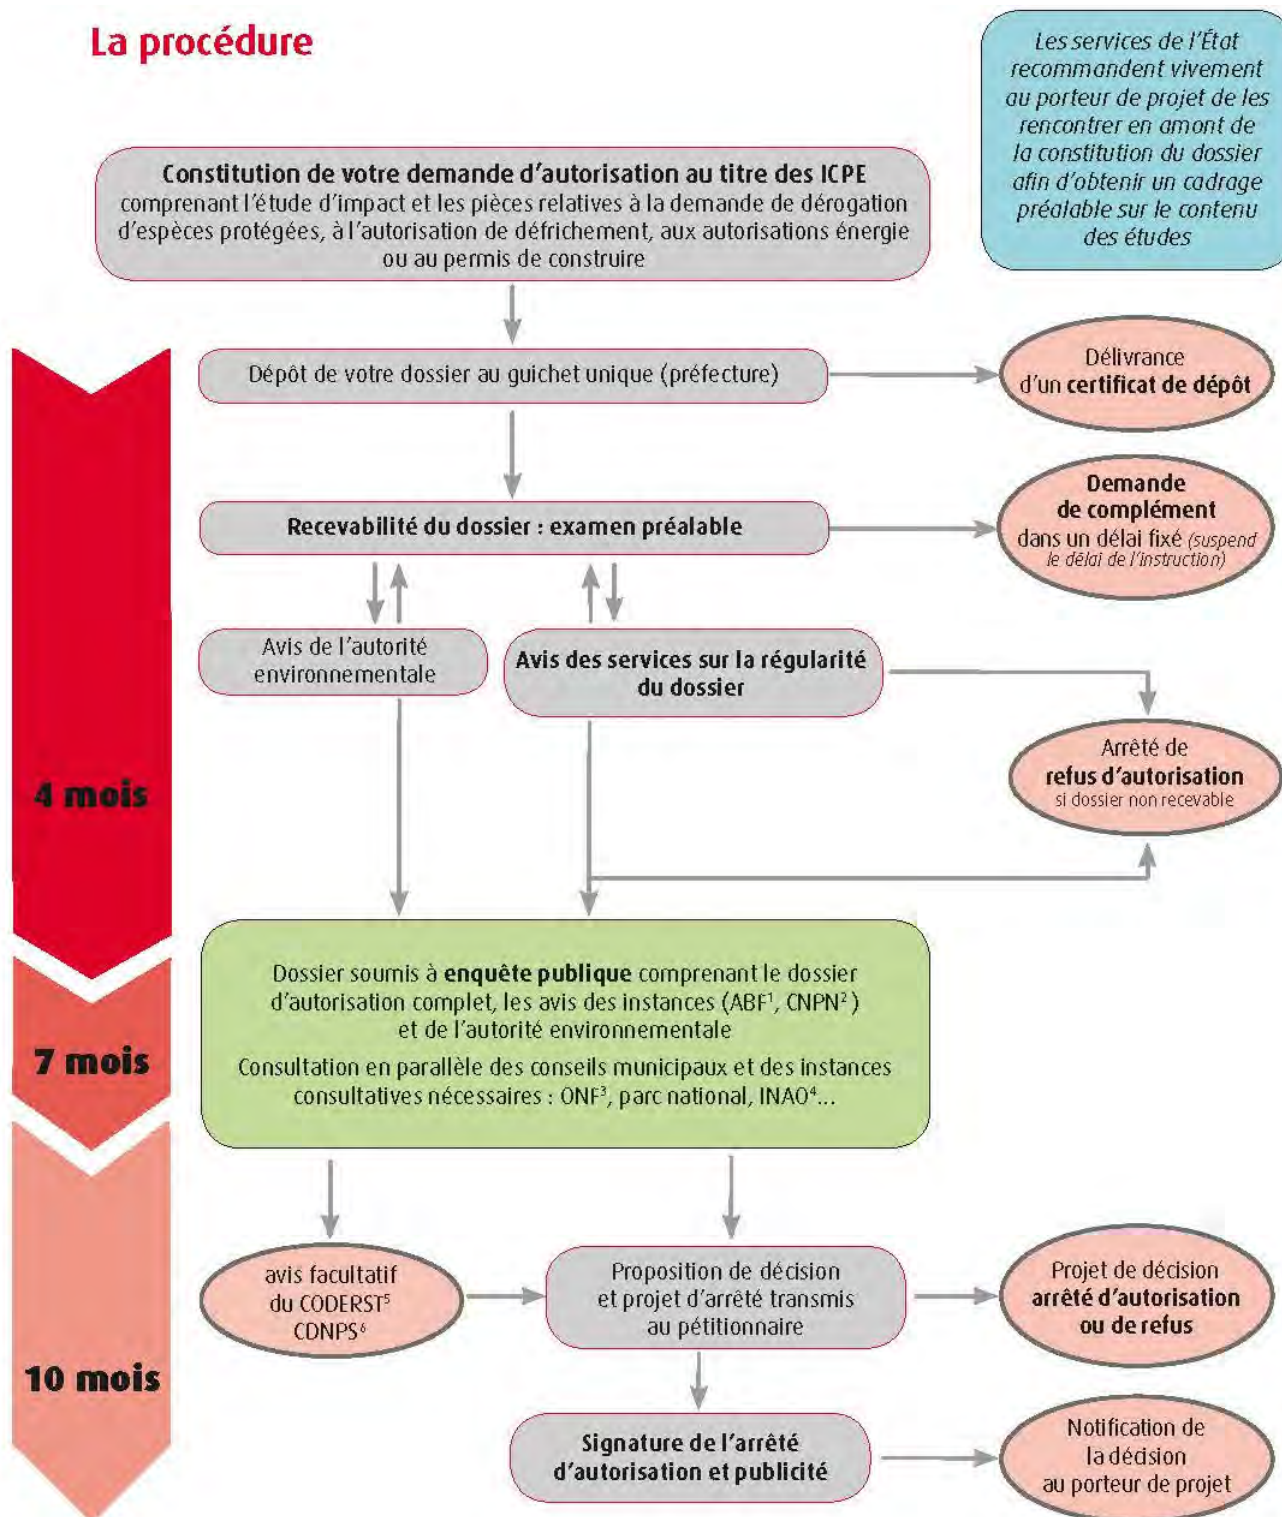 La procédure
Les services de l'État
recommandent vivement
au porteur de projet de les
rencontrer en amont de
la constitution du dossier
afin d'obtenir un cadrage
préalable sur le contenu
des études
Constitution de votre demande d'autorisation au titre des ICPE
comprenant l'étude d'impact et les pièces relatives à la demande de dérogation
d'espèces protégées, à l'autorisation de défrichement, aux autorisations énergie
ou au permis de construire
Dépôt de votre dossier au guichet unique (préfecture)
Délivrance
d'un certificat de dépôt
Recevabilité du dossier : examen préalable
Demande
de complément
dans un délai fixé (suspend
le délai de l'instruction)
Avis de l'autorité
environnementale
Avis des services sur la régularité
du dossier
Arrêté de
refus d'autorisation
si dossier non recevable
4 mois
Dossier soumis à enquête publique comprenant le dossier
d'autorisation complet, les avis des instances (ABF¹, CNPN²)
et de l'autorité environnementale
Consultation en parallèle des conseils municipaux et des instances
consultatives nécessaires : ONF³, parc national, INAO⁴...
7 mois
avis facultatif
du CODERST⁵
CDNPS⁶
Proposition de décision
et projet d'arrêté transmis
au pétitionnaire
Projet de décision
arrêté d'autorisation
ou de refus
10 mois
Signature de l'arrêté
d'autorisation et publicité
Notification de
la décision
au porteur de projet